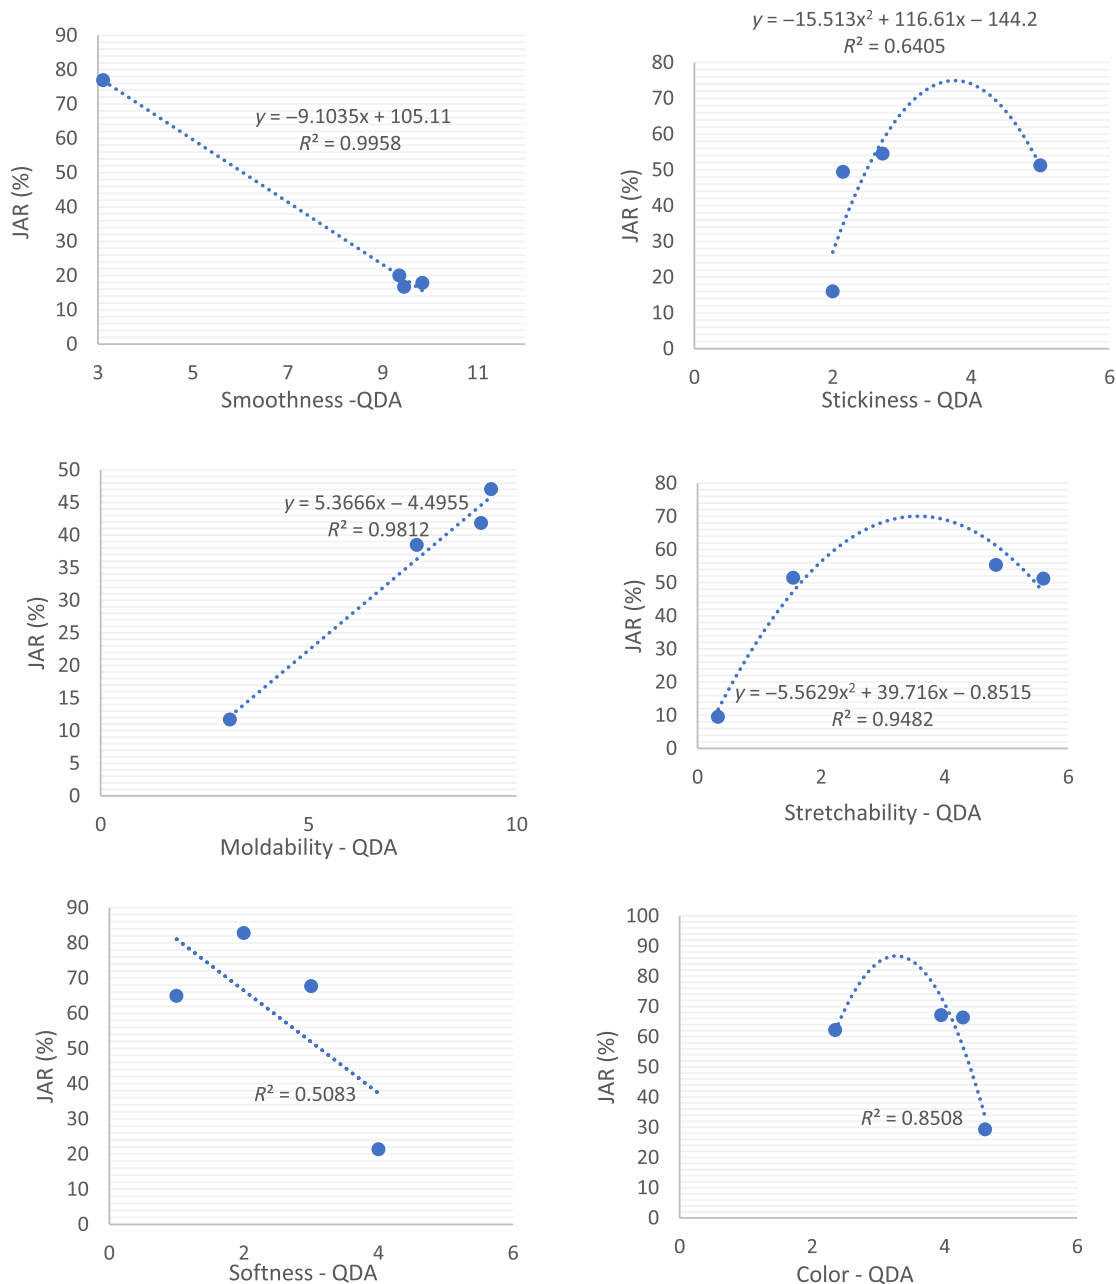 90
80
70
60
50
40
30
20
10
0
JAR (%)
y = –9.1035x + 105.11
R² = 0.9958
3 5 7 9 11
Smoothness -QDA
y = –15.513x² + 116.61x – 144.2
R² = 0.6405
80
70
60
50
40
30
20
10
0
JAR (%)
0 2 4 6
Stickiness - QDA
50
45
40
35
30
25
20
15
10
5
0
JAR (%)
y = 5.3666x – 4.4955
R² = 0.9812
0 5 10
Moldability - QDA
80
70
60
50
40
30
20
10
0
JAR (%)
y = –5.5629x² + 39.716x – 0.8515
R² = 0.9482
0 2 4 6
Stretchability - QDA
90
80
70
60
50
40
30
20
10
0
JAR (%)
R² = 0.5083
0 2 4 6
Softness - QDA
100
90
80
70
60
50
40
30
20
10
0
JAR (%)
R² = 0.8508
0 2 4 6
Color - QDA